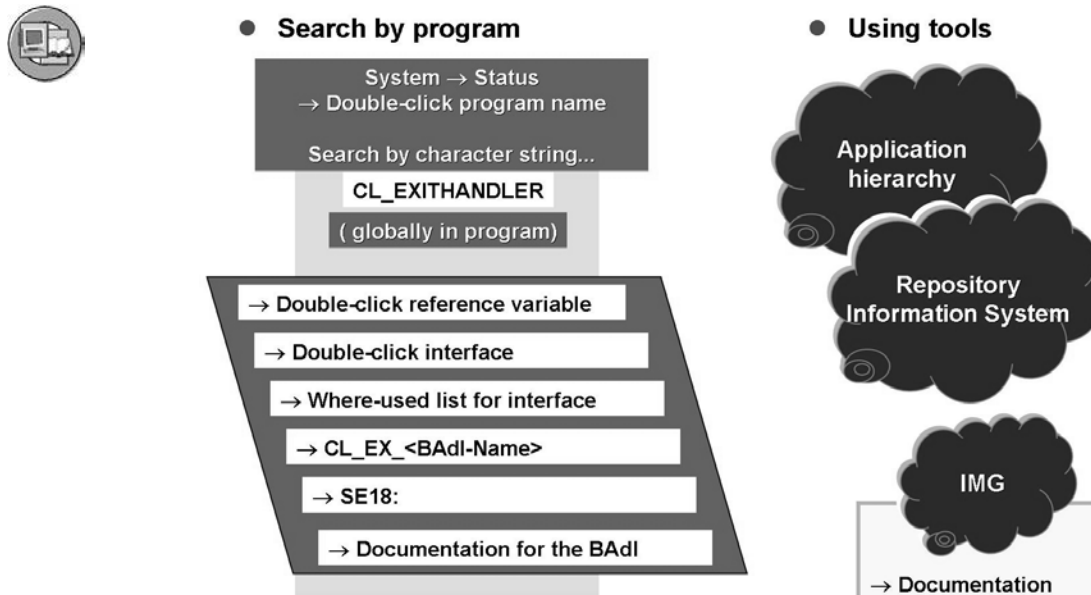 Search by program
System → Status
→ Double-click program name
Search by character string...
CL_EXITHANDLER
( globally in program)
→ Double-click reference variable
→ Double-click interface
→ Where-used list for interface
→ CL_EX_<BAdI-Name>
→ SE18:
→ Documentation for the BAdI
Using tools
Application
hierarchy
Repository
Information System
IMG
→ Documentation